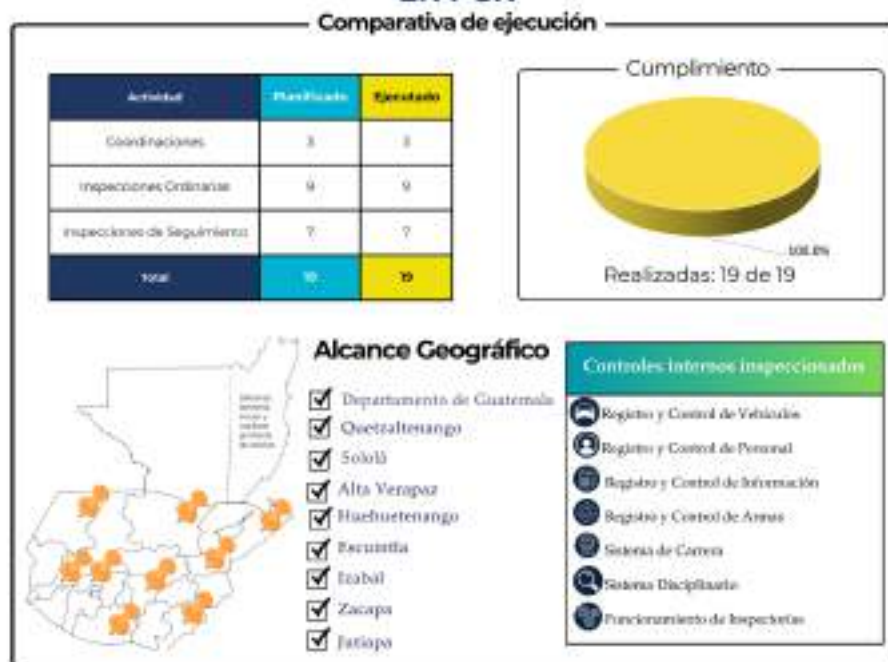 Comparativa de ejecución
Actividad Planificado Ejecutado
Coordinaciones 3 3
Inspecciones Ordinarias 9 9
Inspecciones de Seguimiento 7 7
Total 19 19
Cumplimiento
100.0%
Realizadas: 19 de 19
Alcance Geográfico
Departamento de Guatemala
Quetzaltenango
Sololá
Alta Verapaz
Huehuetenango
Escuintla
Izabal
Zacapa
Jutiapa
Controles internos inspeccionados
Registro y Control de Vehículos
Registro y Control de Personal
Registro y Control de Información
Registro y Control de Armas
Sistema de Carrera
Sistema Disciplinario
Funcionamiento de Inspectorías